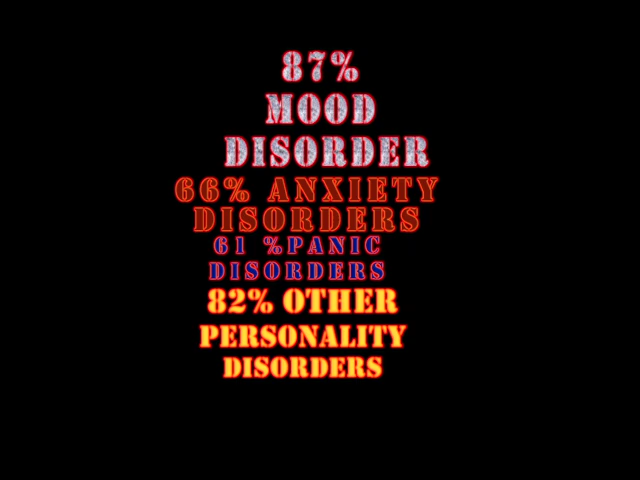 87%
MOOD
DISORDER
66% ANXIETY
DISORDERS
61 %PANIC
DISORDERS
82% OTHER
PERSONALITY
DISORDERS